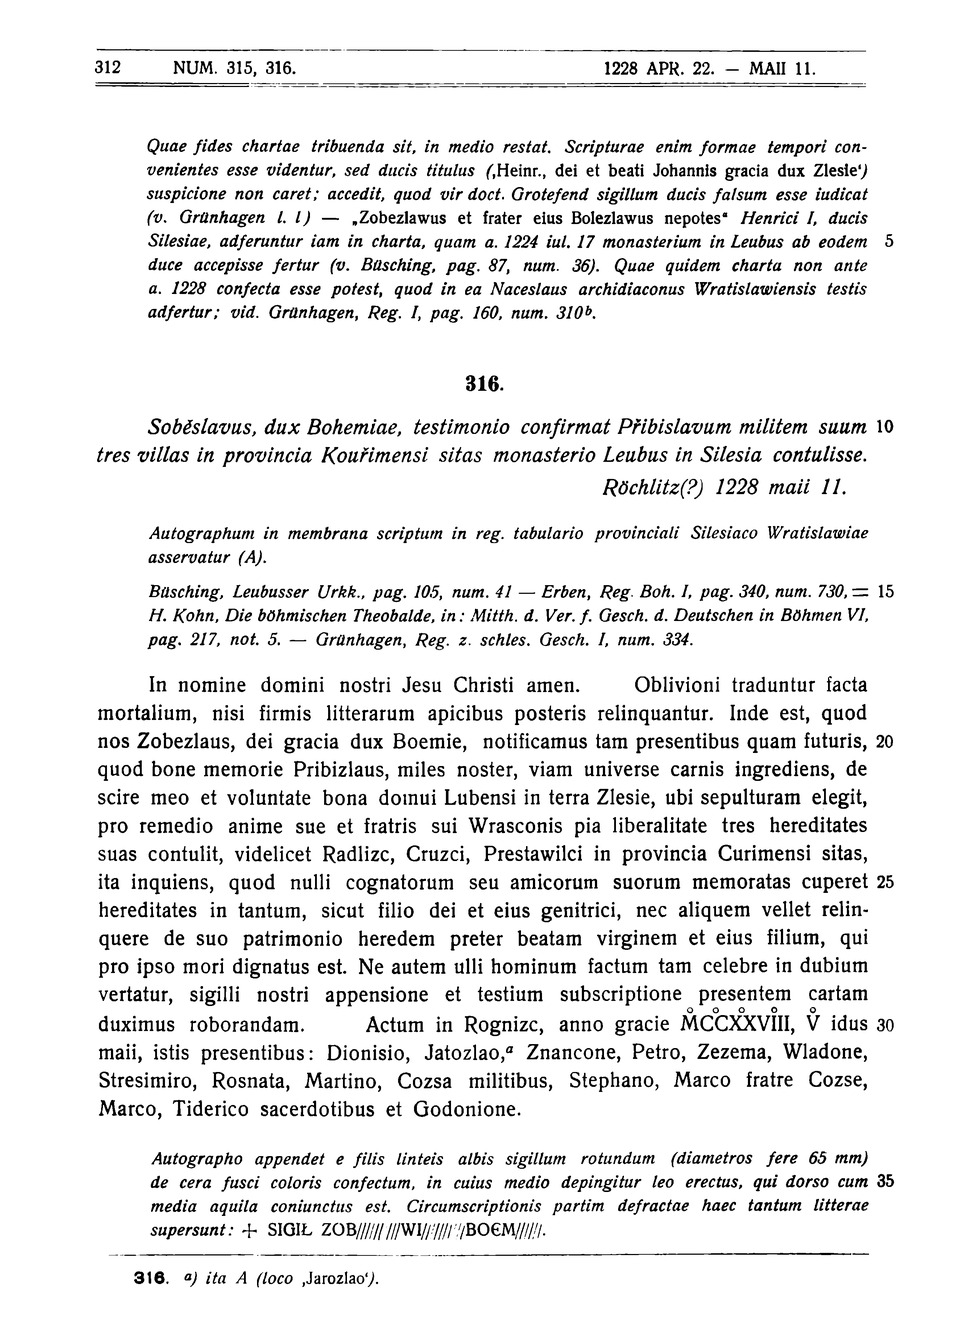 312 NUM. 315, 316. 1228 APR. 22. — MAII 11.
Quae fides chartae tribuenda sit, in medio restat. Scripturae enim formae tempori con-
venientes esse videntur, sed ducis titulus (‚Heinr., dei et beati Johannis gracia dux Zlesie‘)
suspicione non caret; accedit, quod vir doct. Grotefend sigillum ducis falsum esse iudicat
(v. Grünhagen l. l) — „Zobezlawus et frater eius Bolezlawus nepotes“ Henrici I, ducis
Silesiae, adferuntur iam in charta, quam a. 1224 iul. 17 monasterium in Leubus ab eodem 5
duce accepisse fertur (v. Büsching, pag. 87, num. 36). Quae quidem charta non ante
a. 1228 confecta esse potest, quod in ea Naceslaus archidiaconus Wratislawiensis testis
adfertur; vid. Grünhagen, Reg. I, pag. 160, num. 310ᵇ.
316.
Soběslavus, dux Bohemiae, testimonio confirmat Přibislavum militem suum 10
tres villas in provincia Kouřimensi sitas monasterio Leubus in Silesia contulisse.
Röchlitz(?) 1228 maii 11.
Autographum in membrana scriptum in reg. tabulario provinciali Silesiaco Wratislawiae
asservatur (A).
Büsching, Leubusser Urkk., pag. 105, num. 41 — Erben, Reg. Boh. I, pag. 340, num. 730, = 15
H. Kohn, Die böhmischen Theobalde, in: Mitth. d. Ver. f. Gesch. d. Deutschen in Böhmen VI,
pag. 217, not. 5. — Grünhagen, Reg. z. schles. Gesch. I, num. 334.
In nomine domini nostri Jesu Christi amen. Oblivioni traduntur facta
mortalium, nisi firmis litterarum apicibus posteris relinquantur. Inde est, quod
nos Zobezlaus, dei gracia dux Boemie, notificamus tam presentibus quam futuris, 20
quod bone memorie Pribizlaus, miles noster, viam universe carnis ingrediens, de
scire meo et voluntate bona domui Lubensi in terra Zlesie, ubi sepulturam elegit,
pro remedio anime sue et fratris sui Wrasconis pia liberalitate tres hereditates
suas contulit, videlicet Radlizc, Cruzci, Prestawilci in provincia Curimensi sitas,
ita inquiens, quod nulli cognatorum seu amicorum suorum memoratas cuperet 25
hereditates in tantum, sicut filio dei et eius genitrici, nec aliquem vellet relin-
quere de suo patrimonio heredem preter beatam virginem et eius filium, qui
pro ipso mori dignatus est. Ne autem ulli hominum factum tam celebre in dubium
vertatur, sigilli nostri appensione et testium subscriptione presentem cartam
duximus roborandam. Actum in Rognizc, anno gracie M̊C̊C̊X̊XVI̊II, V̊ idus 30
maii, istis presentibus: Dionisio, Jatozlao,ᵃ Znancone, Petro, Zezema, Wladone,
Stresimiro, Rosnata, Martino, Cozsa militibus, Stephano, Marco fratre Cozse,
Marco, Tiderico sacerdotibus et Godonione.
Autographo appendet e filis linteis albis sigillum rotundum (diametros fere 65 mm)
de cera fusci coloris confectum, in cuius medio depingitur leo erectus, qui dorso cum 35
media aquila coniunctus est. Circumscriptionis partim defractae haec tantum litterae
supersunt: + SIGIŁ ZOB////// ///WI/////////BOЄM//////.
316. ᵃ) ita A (loco ‚Jarozlao‘).